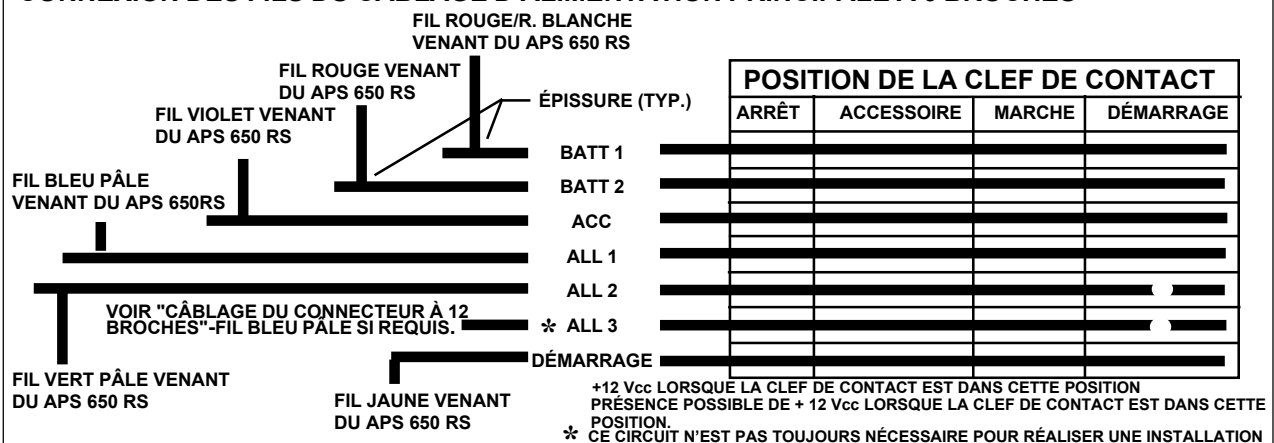 FIL ROUGE/R. BLANCHE
VENANT DU APS 650 RS
FIL ROUGE VENANT
DU APS 650 RS
ÉPISSURE (TYP.)
FIL VIOLET VENANT
DU APS 650 RS
FIL BLEU PÂLE
VENANT DU APS 650RS
POSITION DE LA CLEF DE CONTACT
ARRÊT ACCESSOIRE MARCHE DÉMARRAGE
BATT 1
BATT 2
ACC
ALL 1
ALL 2
VOIR "CÂBLAGE DU CONNECTEUR À 12
BROCHES"-FIL BLEU PÂLE SI REQUIS.
* ALL 3
DÉMARRAGE
FIL VERT PÂLE VENANT
DU APS 650 RS
FIL JAUNE VENANT
DU APS 650 RS
+12 Vcc LORSQUE LA CLEF DE CONTACT EST DANS CETTE POSITION
PRÉSENCE POSSIBLE DE + 12 Vcc LORSQUE LA CLEF DE CONTACT EST DANS CETTE
POSITION.
* CE CIRCUIT N'EST PAS TOUJOURS NÉCESSAIRE POUR RÉALISER UNE INSTALLATION